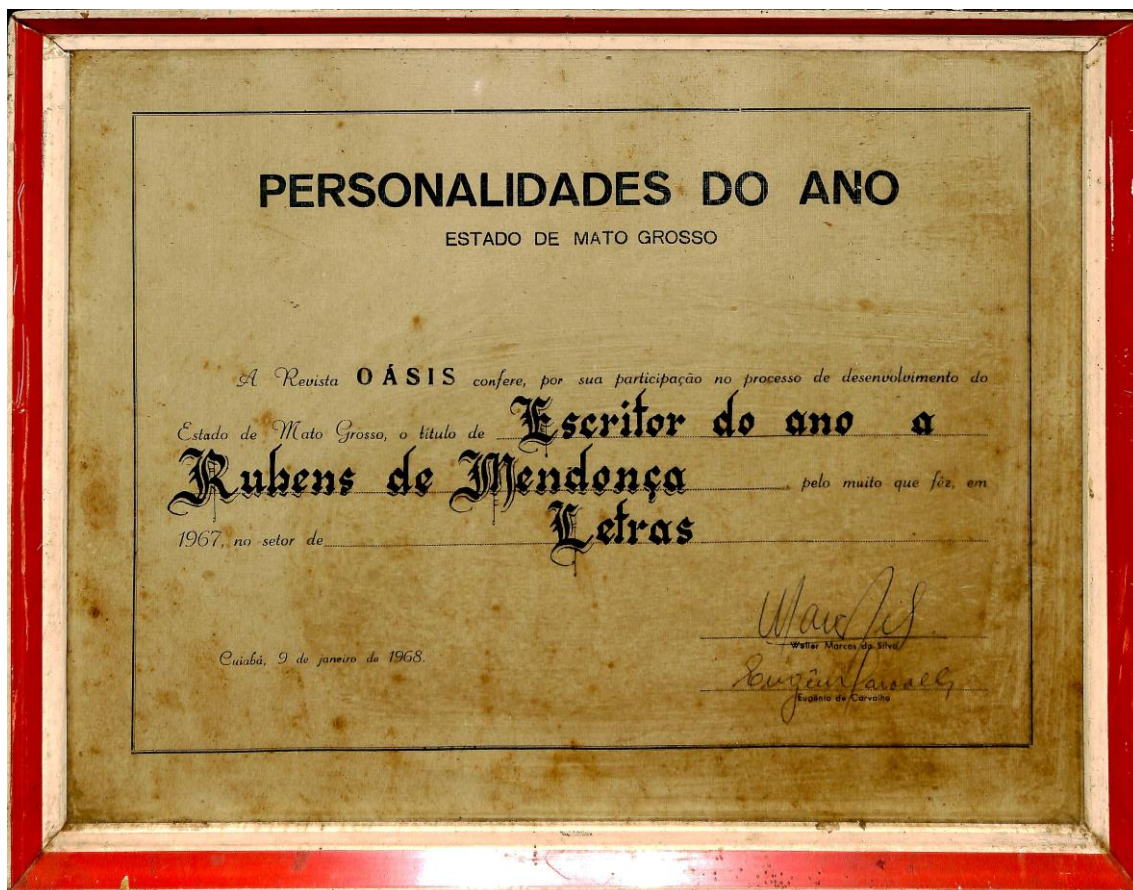 PERSONALIDADES DO ANO
ESTADO DE MATO GROSSO
A Revista OÁSIS confere, por sua participação no processo de desenvolvimento do
Estado de Mato Grosso, o título de Escritor do ano a
Rubens de Mendonça pelo muito que fêz, em
1967, no setor de Letras
Walter Marcos da Silva
Cuiabá, 9 de janeiro de 1968.
Eugênio de Carvalho